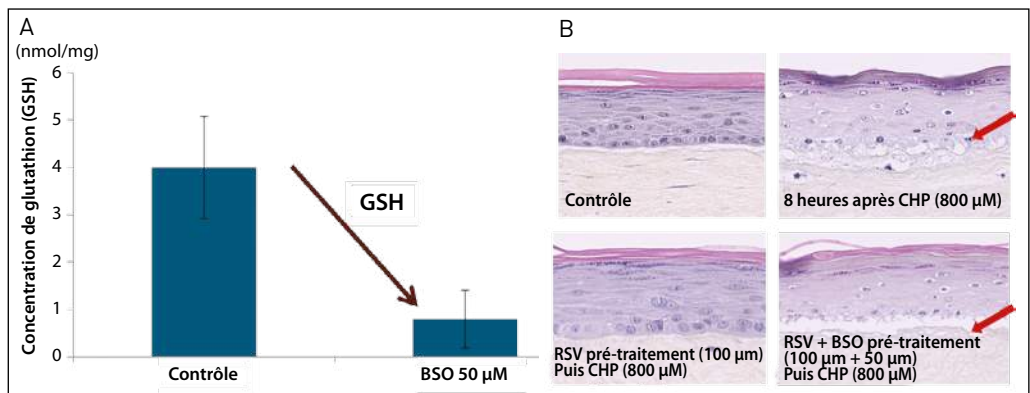 A
(nmol/mg)
Concentration de glutathion (GSH)
6
5
4
3
2
1
0
GSH
Contrôle
BSO 50 µM
B
Contrôle
8 heures après CHP (800 µM)
RSV pré-traitement (100 µm)
Puis CHP (800 µM)
RSV + BSO pré-traitement
(100 µm + 50 µm)
Puis CHP (800 µM)